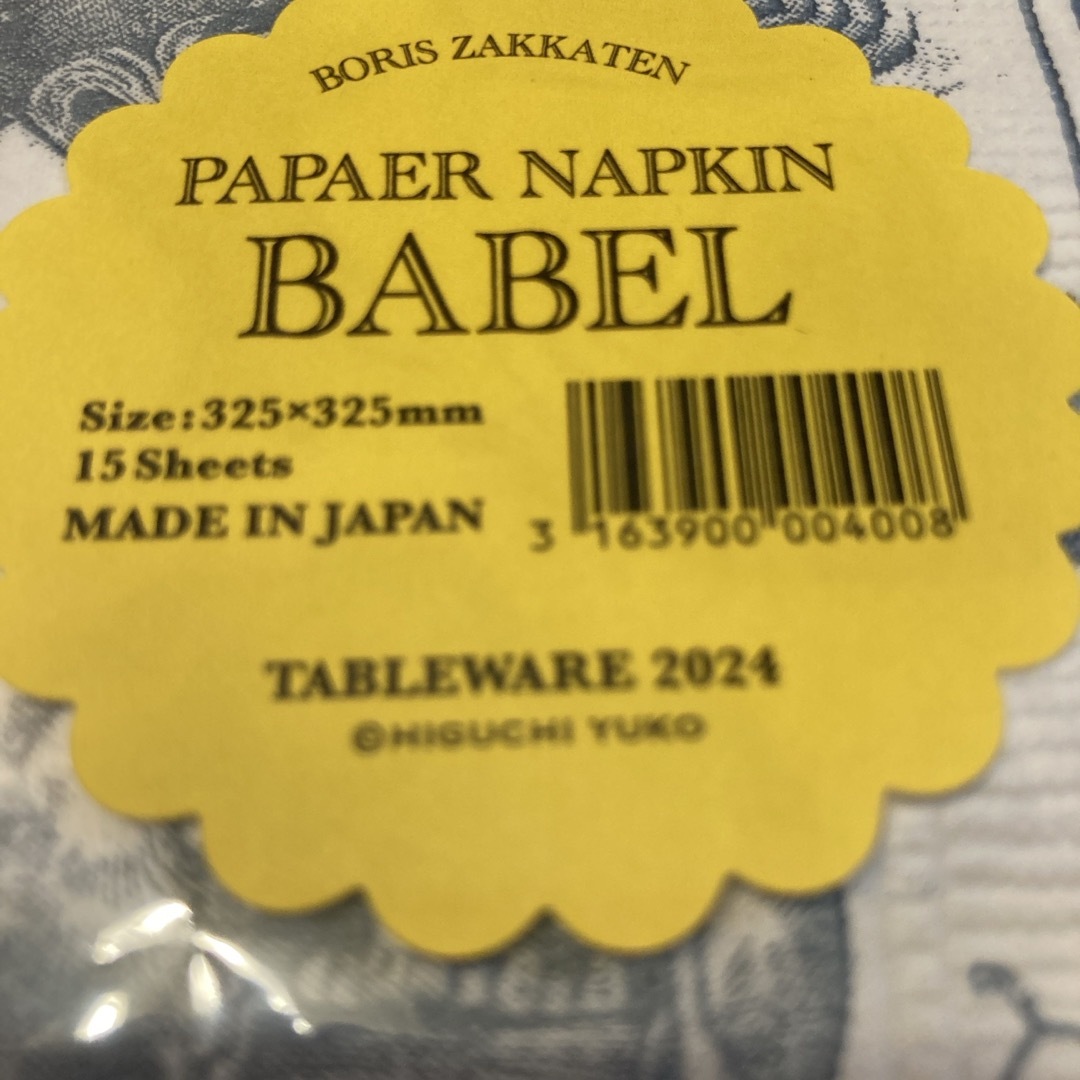 BORIS ZAKKATEN
PAPAER NAPKIN
BABEL
Size:325×325mm
15 Sheets
MADE IN JAPAN
3 163900 004008
TABLEWARE 2024
©HIGUCHI YUKO